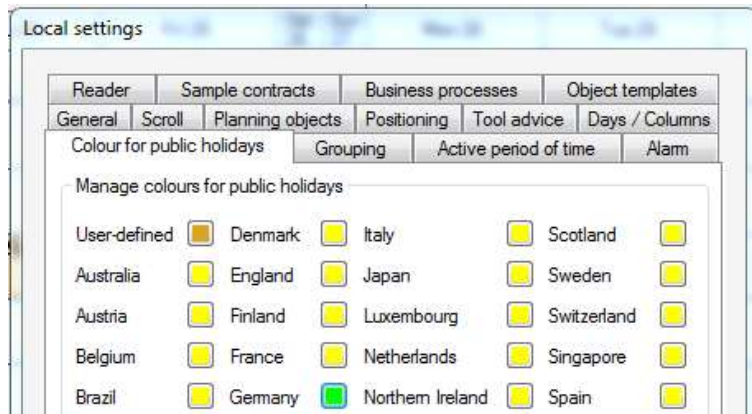 Local settings
Reader Sample contracts Business processes Object templates
General Scroll Planning objects Positioning Tool advice Days / Columns
Colour for public holidays Grouping Active period of time Alarm
Manage colours for public holidays
User-defined Denmark Italy Scotland
Australia England Japan Sweden
Austria Finland Luxembourg Switzerland
Belgium France Netherlands Singapore
Brazil Germany Northern Ireland Spain